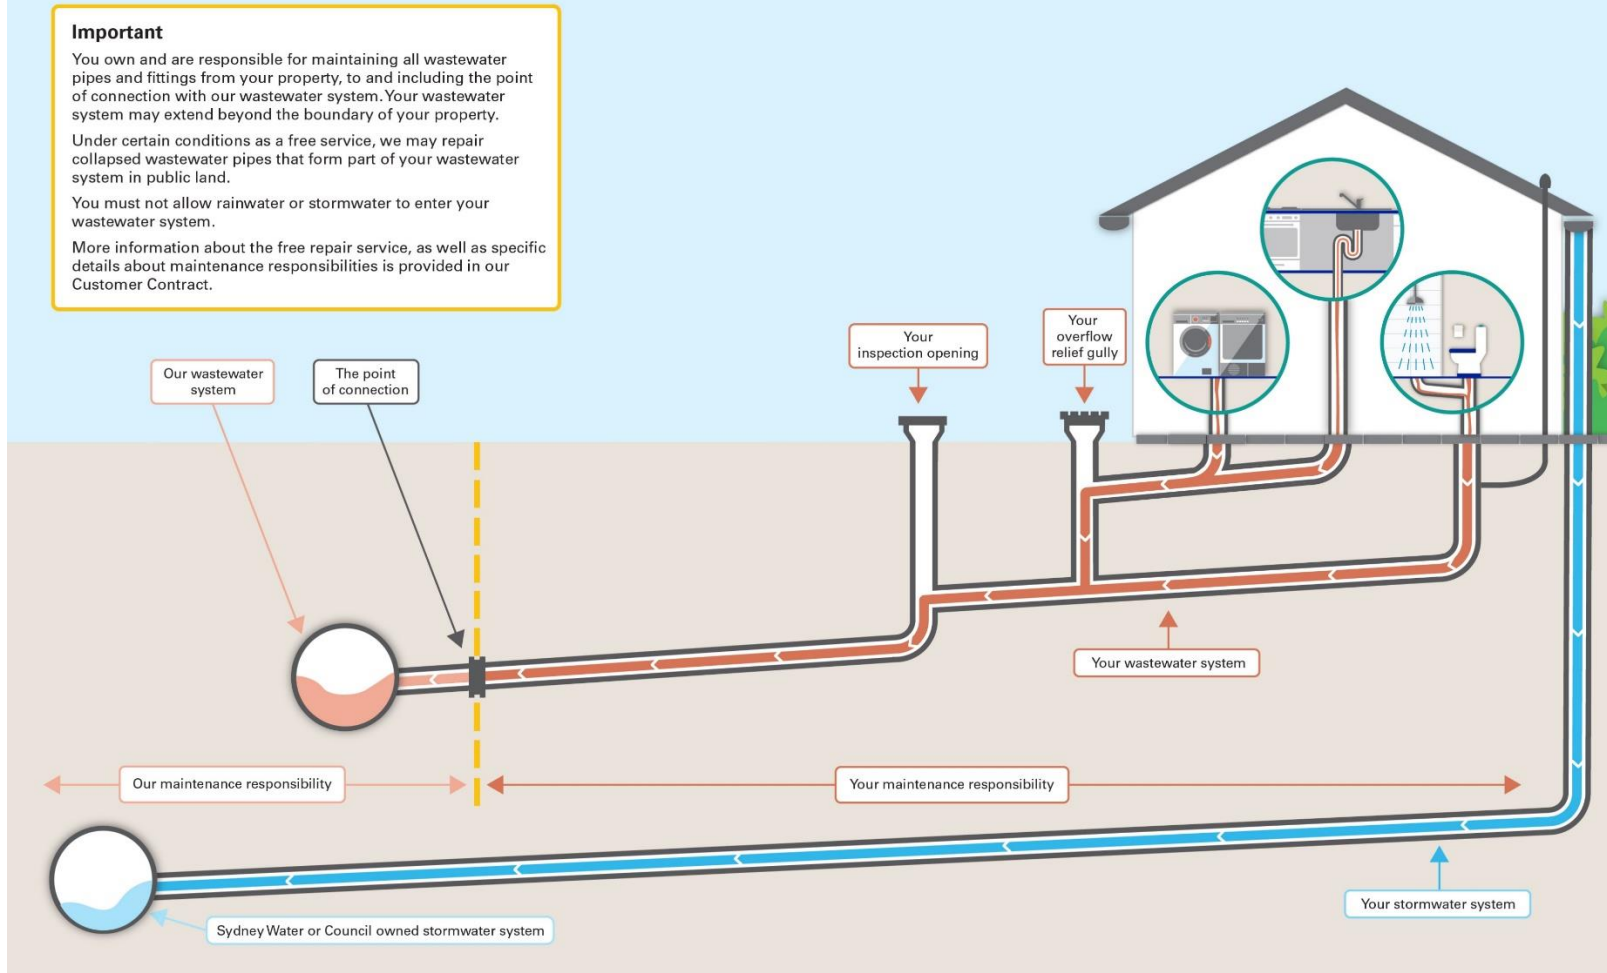 Important
You own and are responsible for maintaining all wastewater
pipes and fittings from your property, to and including the point
of connection with our wastewater system. Your wastewater
system may extend beyond the boundary of your property.
Under certain conditions as a free service, we may repair
collapsed wastewater pipes that form part of your wastewater
system in public land.
You must not allow rainwater or stormwater to enter your
wastewater system.
More information about the free repair service, as well as specific
details about maintenance responsibilities is provided in our
Customer Contract.
Our wastewater
system
The point
of connection
Your
inspection opening
Your
overflow
relief gully
Your wastewater system
Our maintenance responsibility
Your maintenance responsibility
Your stormwater system
Sydney Water or Council owned stormwater system